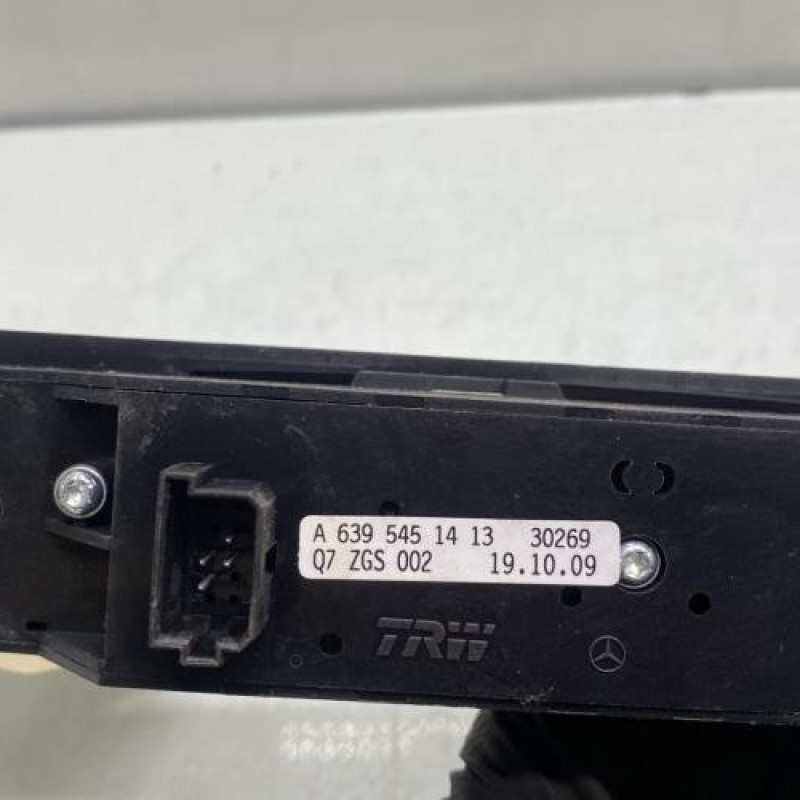 A 639 545 14 13 30269
Q7 ZGS 002 19.10.09
TRW